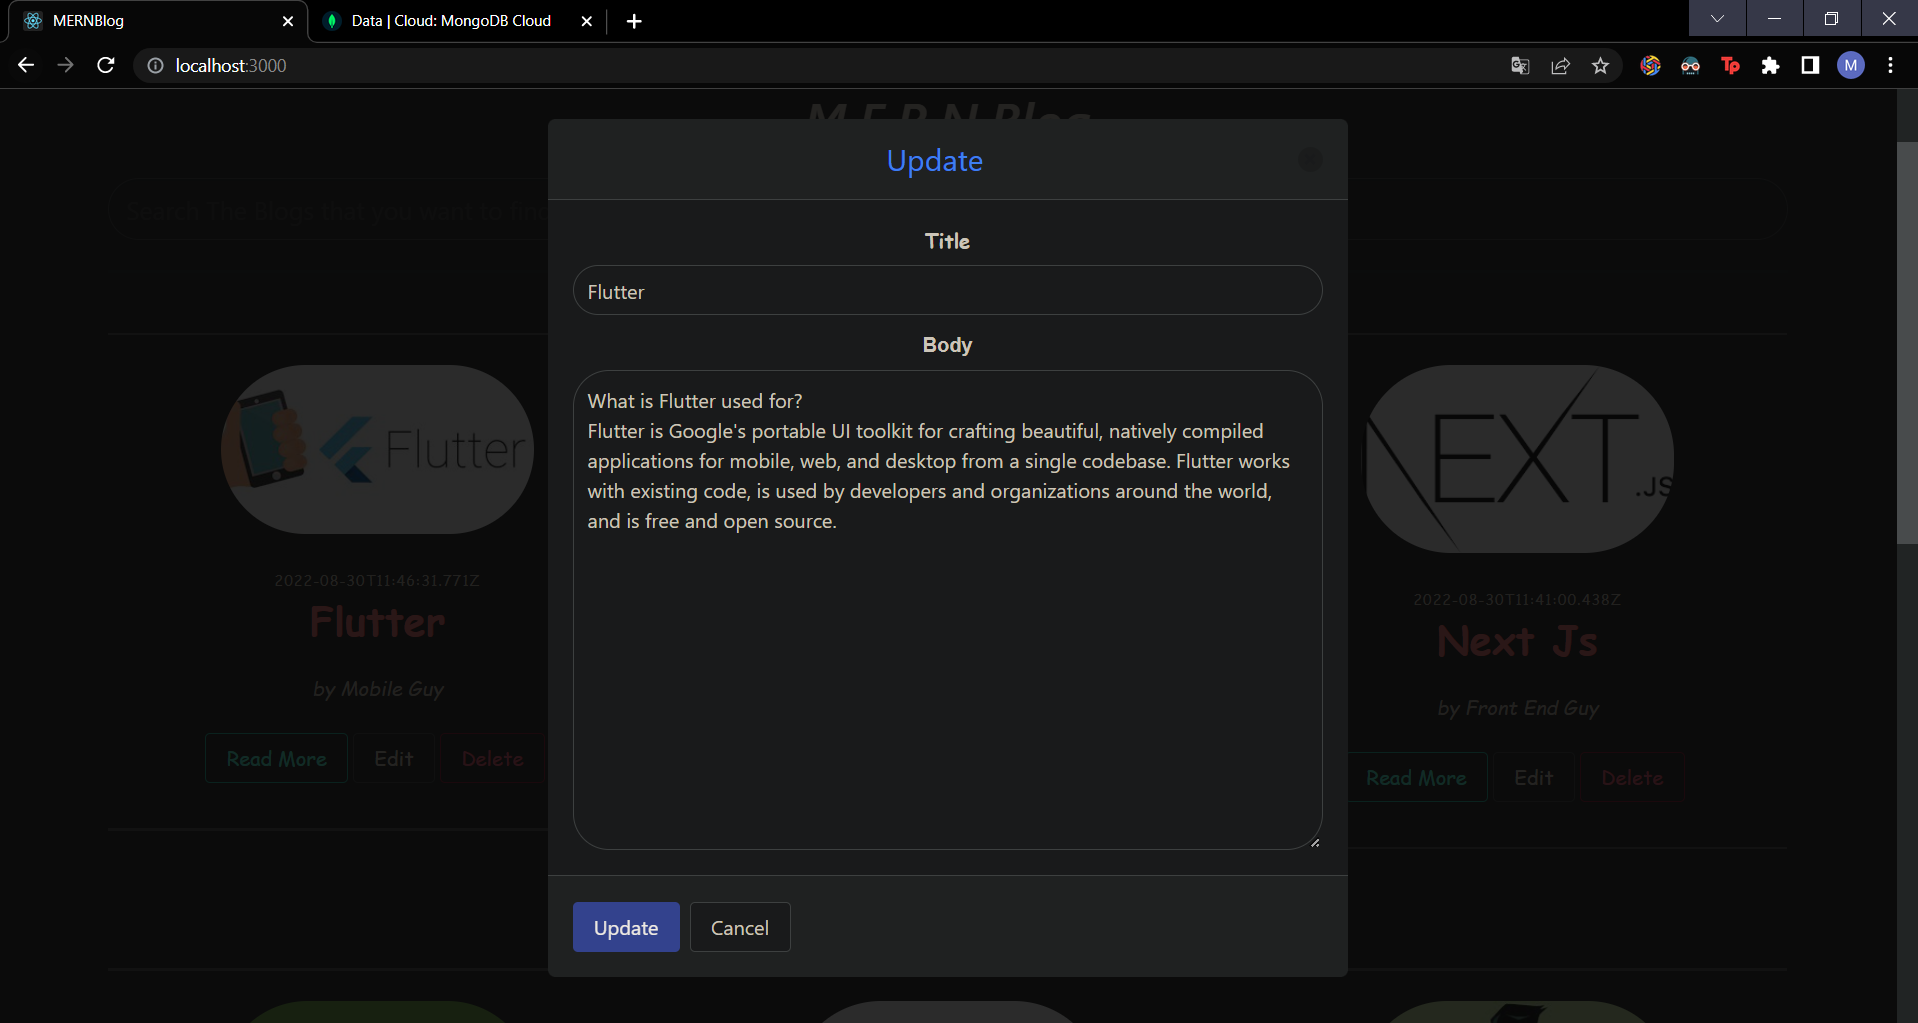 MERNBlog
Data | Cloud: MongoDB Cloud
localhost:3000
Tp
M
M E R N Blog
Update
Search The Blogs that you want to find
Title
Flutter
Body
What is Flutter used for?
Flutter is Google's portable UI toolkit for crafting beautiful, natively compiled
applications for mobile, web, and desktop from a single codebase. Flutter works
with existing code, is used by developers and organizations around the world,
and is free and open source.
Update
Cancel
Flutter
2022-08-30T11:46:31.771Z
Flutter
by Mobile Guy
Read More
Edit
Delete
NEXT
.JS
2022-08-30T11:41:00.438Z
Next Js
by Front End Guy
Read More
Edit
Delete